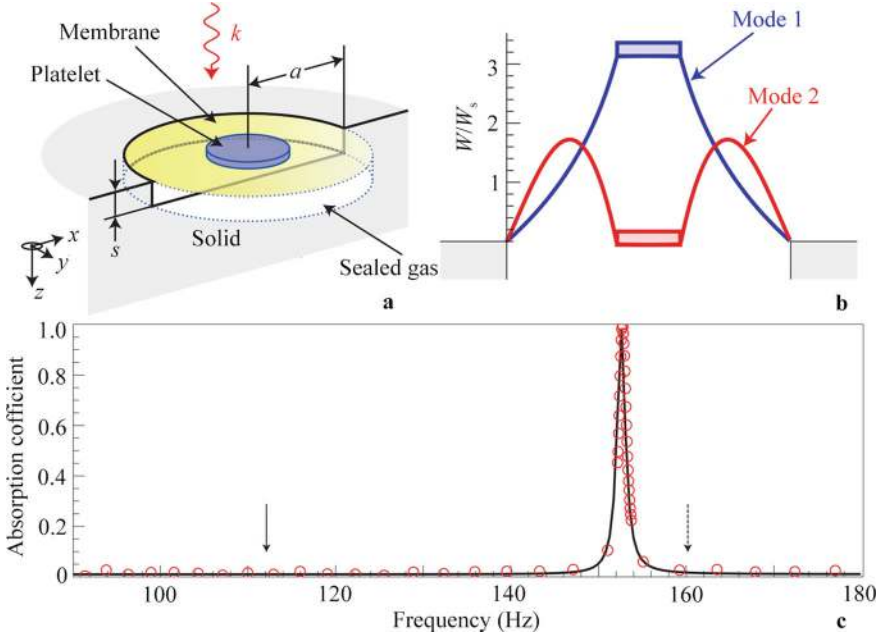 Membrane
Platelet
k
a
s
x
y
z
Solid
Sealed gas
a
W/Ws
3
2
1
Mode 1
Mode 2
b
Absorption cofficient
1.0
0.8
0.6
0.4
0.2
0
100
120
140
160
180
Frequency (Hz)
c